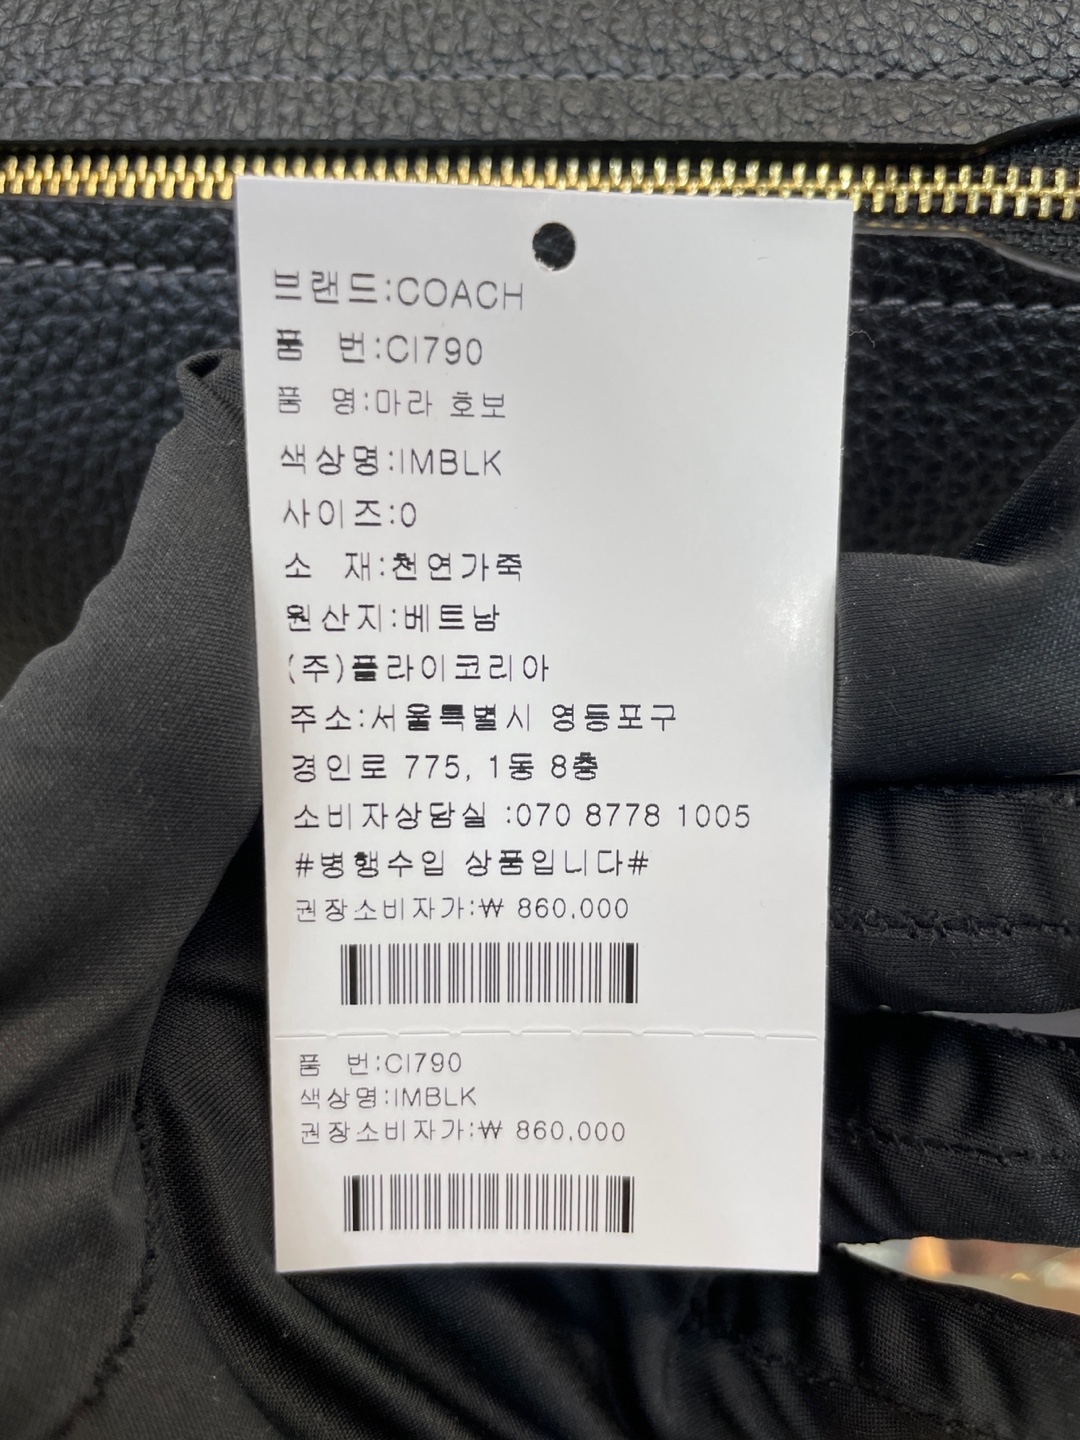 브랜드:COACH
품 번:CI790
품 명:마라 호보
색상명:IMBLK
사이즈:0
소 재:천연가죽
원산지:베트남
(주)플라이코리아
주소:서울특별시 영등포구
경인로 775, 1동 8층
소비자상담실 :070 8778 1005
#병행수입 상품입니다#
권장소비자가:₩ 860,000
품 번:CI790
색상명:IMBLK
권장소비자가:₩ 860,000